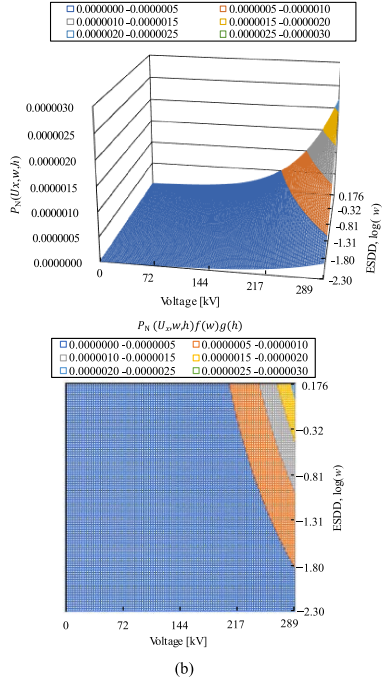 0.0000000 -0.0000005 0.0000005 -0.0000010
0.0000010 -0.0000015 0.0000015 -0.0000020
0.0000020 -0.0000025 0.0000025 -0.0000030
0.0000030
0.0000025
0.0000020
0.0000015
0.0000010
0.0000005
0.0000000
P_N(Ux,w,h)
0 72 144 217 289
Voltage [kV]
0.176
-0.32
-0.81
-1.31
-1.80
-2.30
ESDD, log( w)
P_N (U_x,w,h)f(w)g(h)
0.0000000 -0.0000005 0.0000005 -0.0000010
0.0000010 -0.0000015 0.0000015 -0.0000020
0.0000020 -0.0000025 0.0000025 -0.0000030
0.176
-0.32
-0.81
-1.31
-1.80
-2.30
ESDD, log(w)
0 72 144 217 289
Voltage [kV]
(b)